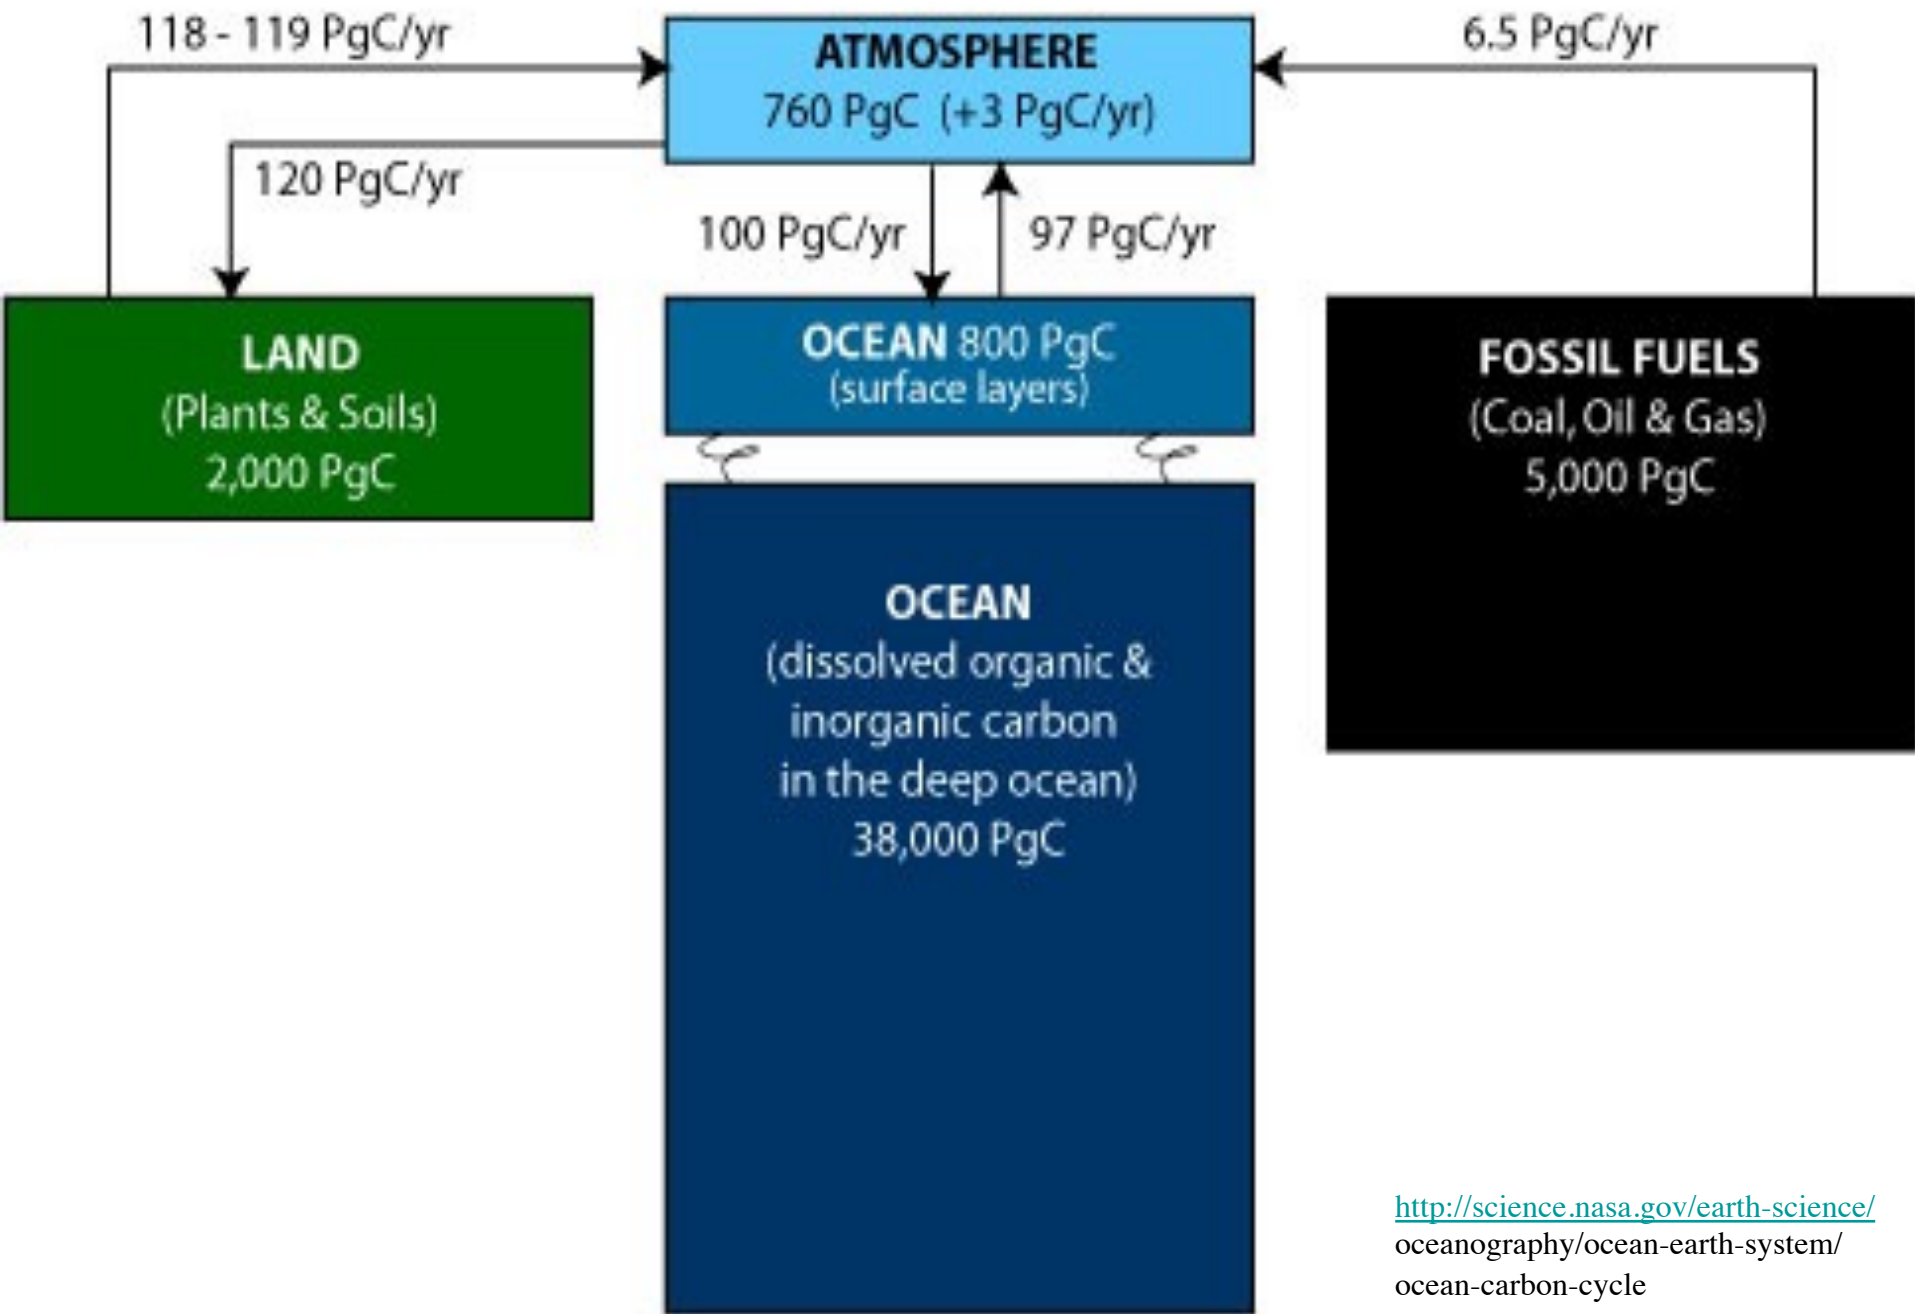 118 - 119 PgC/yr
ATMOSPHERE
760 PgC (+3 PgC/yr)
6.5 PgC/yr
120 PgC/yr
100 PgC/yr
97 PgC/yr
LAND
(Plants & Soils)
2,000 PgC
OCEAN 800 PgC
(surface layers)
FOSSIL FUELS
(Coal, Oil & Gas)
5,000 PgC
OCEAN
(dissolved organic &
inorganic carbon
in the deep ocean)
38,000 PgC
http://science.nasa.gov/earth-science/
oceanography/ocean-earth-system/
ocean-carbon-cycle